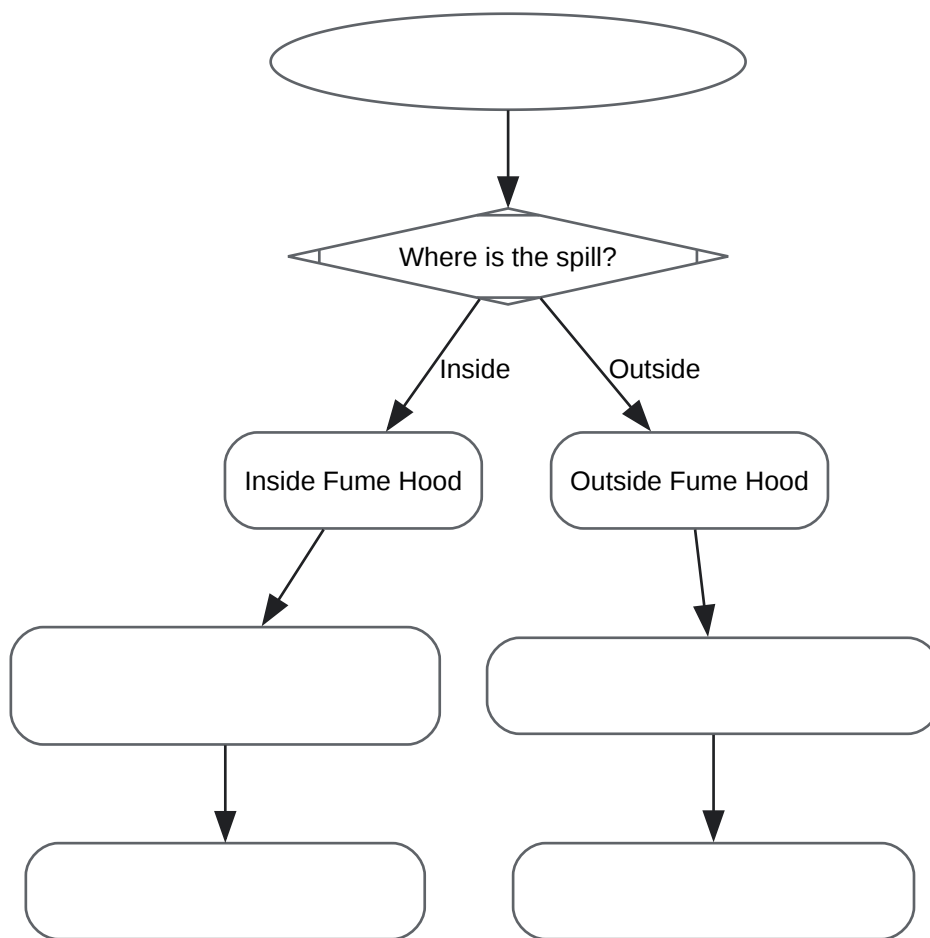 Where is the spill?
Inside
Outside
Inside Fume Hood
Outside Fume Hood